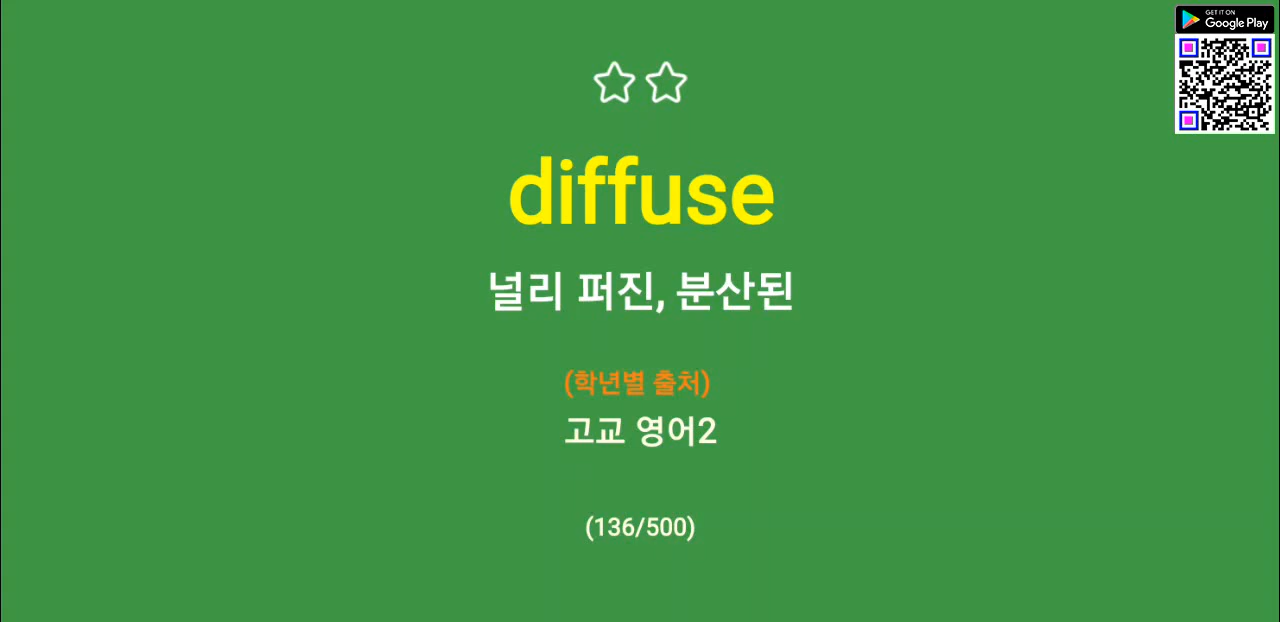 GET IT ON
Google Play
diffuse
널리 퍼진, 분산된
(학년별 출처)
고교 영어2
(136/500)